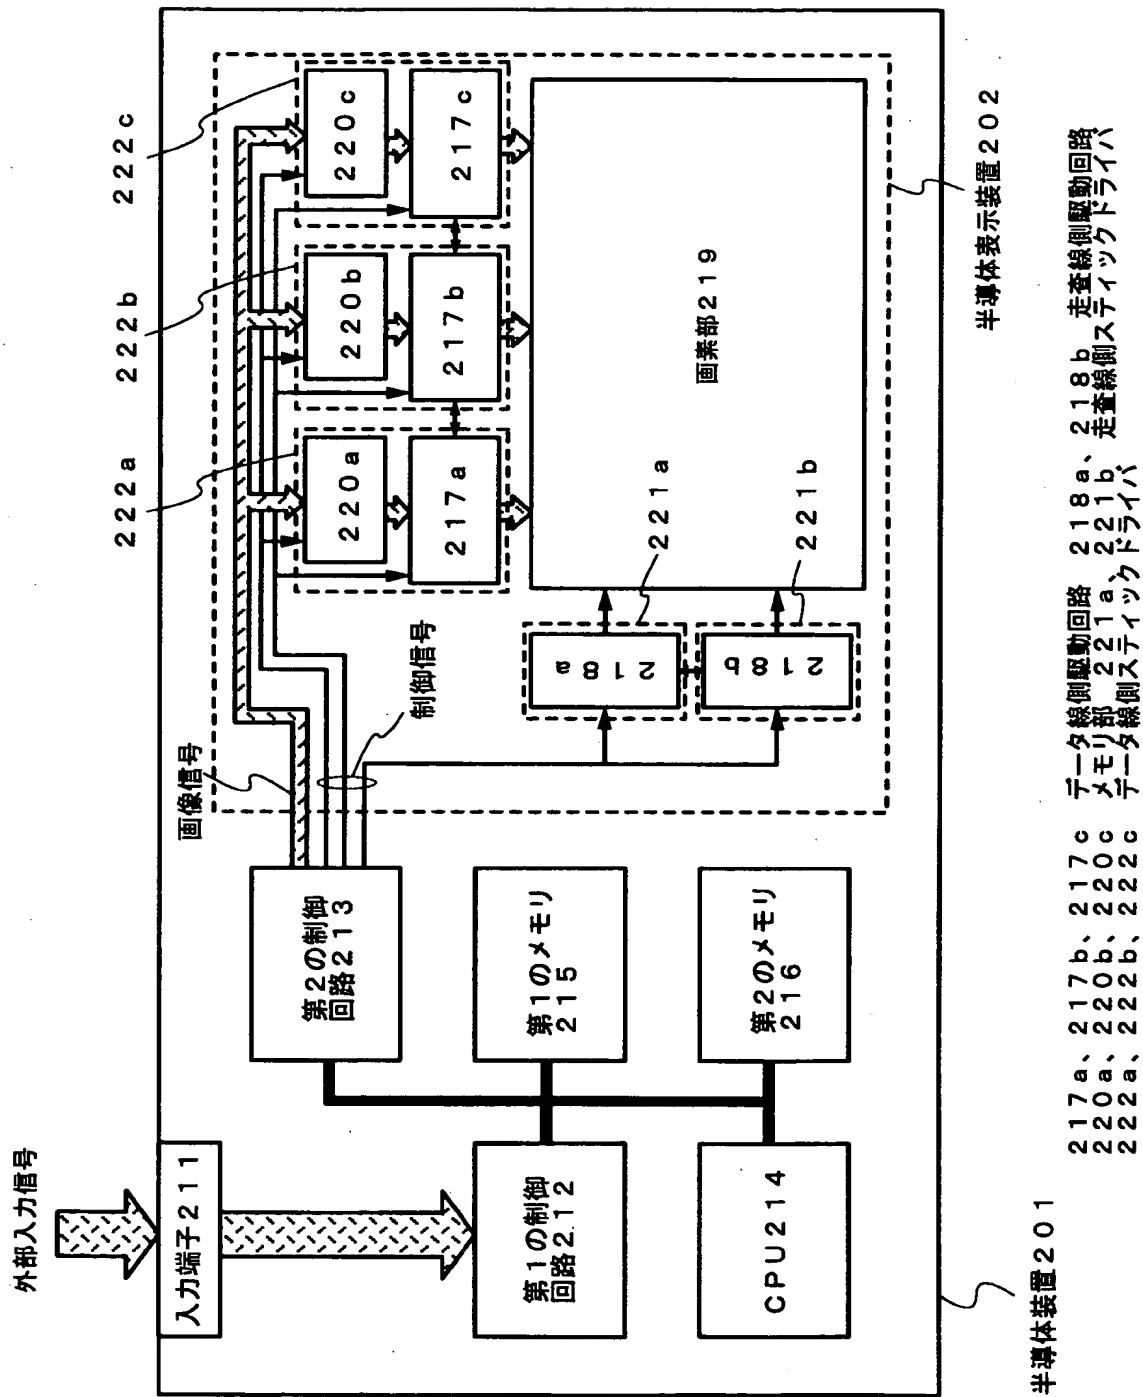 外部入力信号
入力端子211
第1の制御
回路212
CPU214
第2の制御
回路213
第1のメモリ
215
第2のメモリ
216
画像信号
制御信号
222a
222b
222c
220a
220b
220c
217a
217b
217c
218a
218b
221a
221b
画素部219
半導体表示装置202
半導体装置201
217a、217b、217c データ線側駆動回路 218a、218b 走査線側駆動回路
220a、220b、220c メモリ部 221a、221b 走査線側スティックドライバ
222a、222b、222c データ線側スティックドライバ